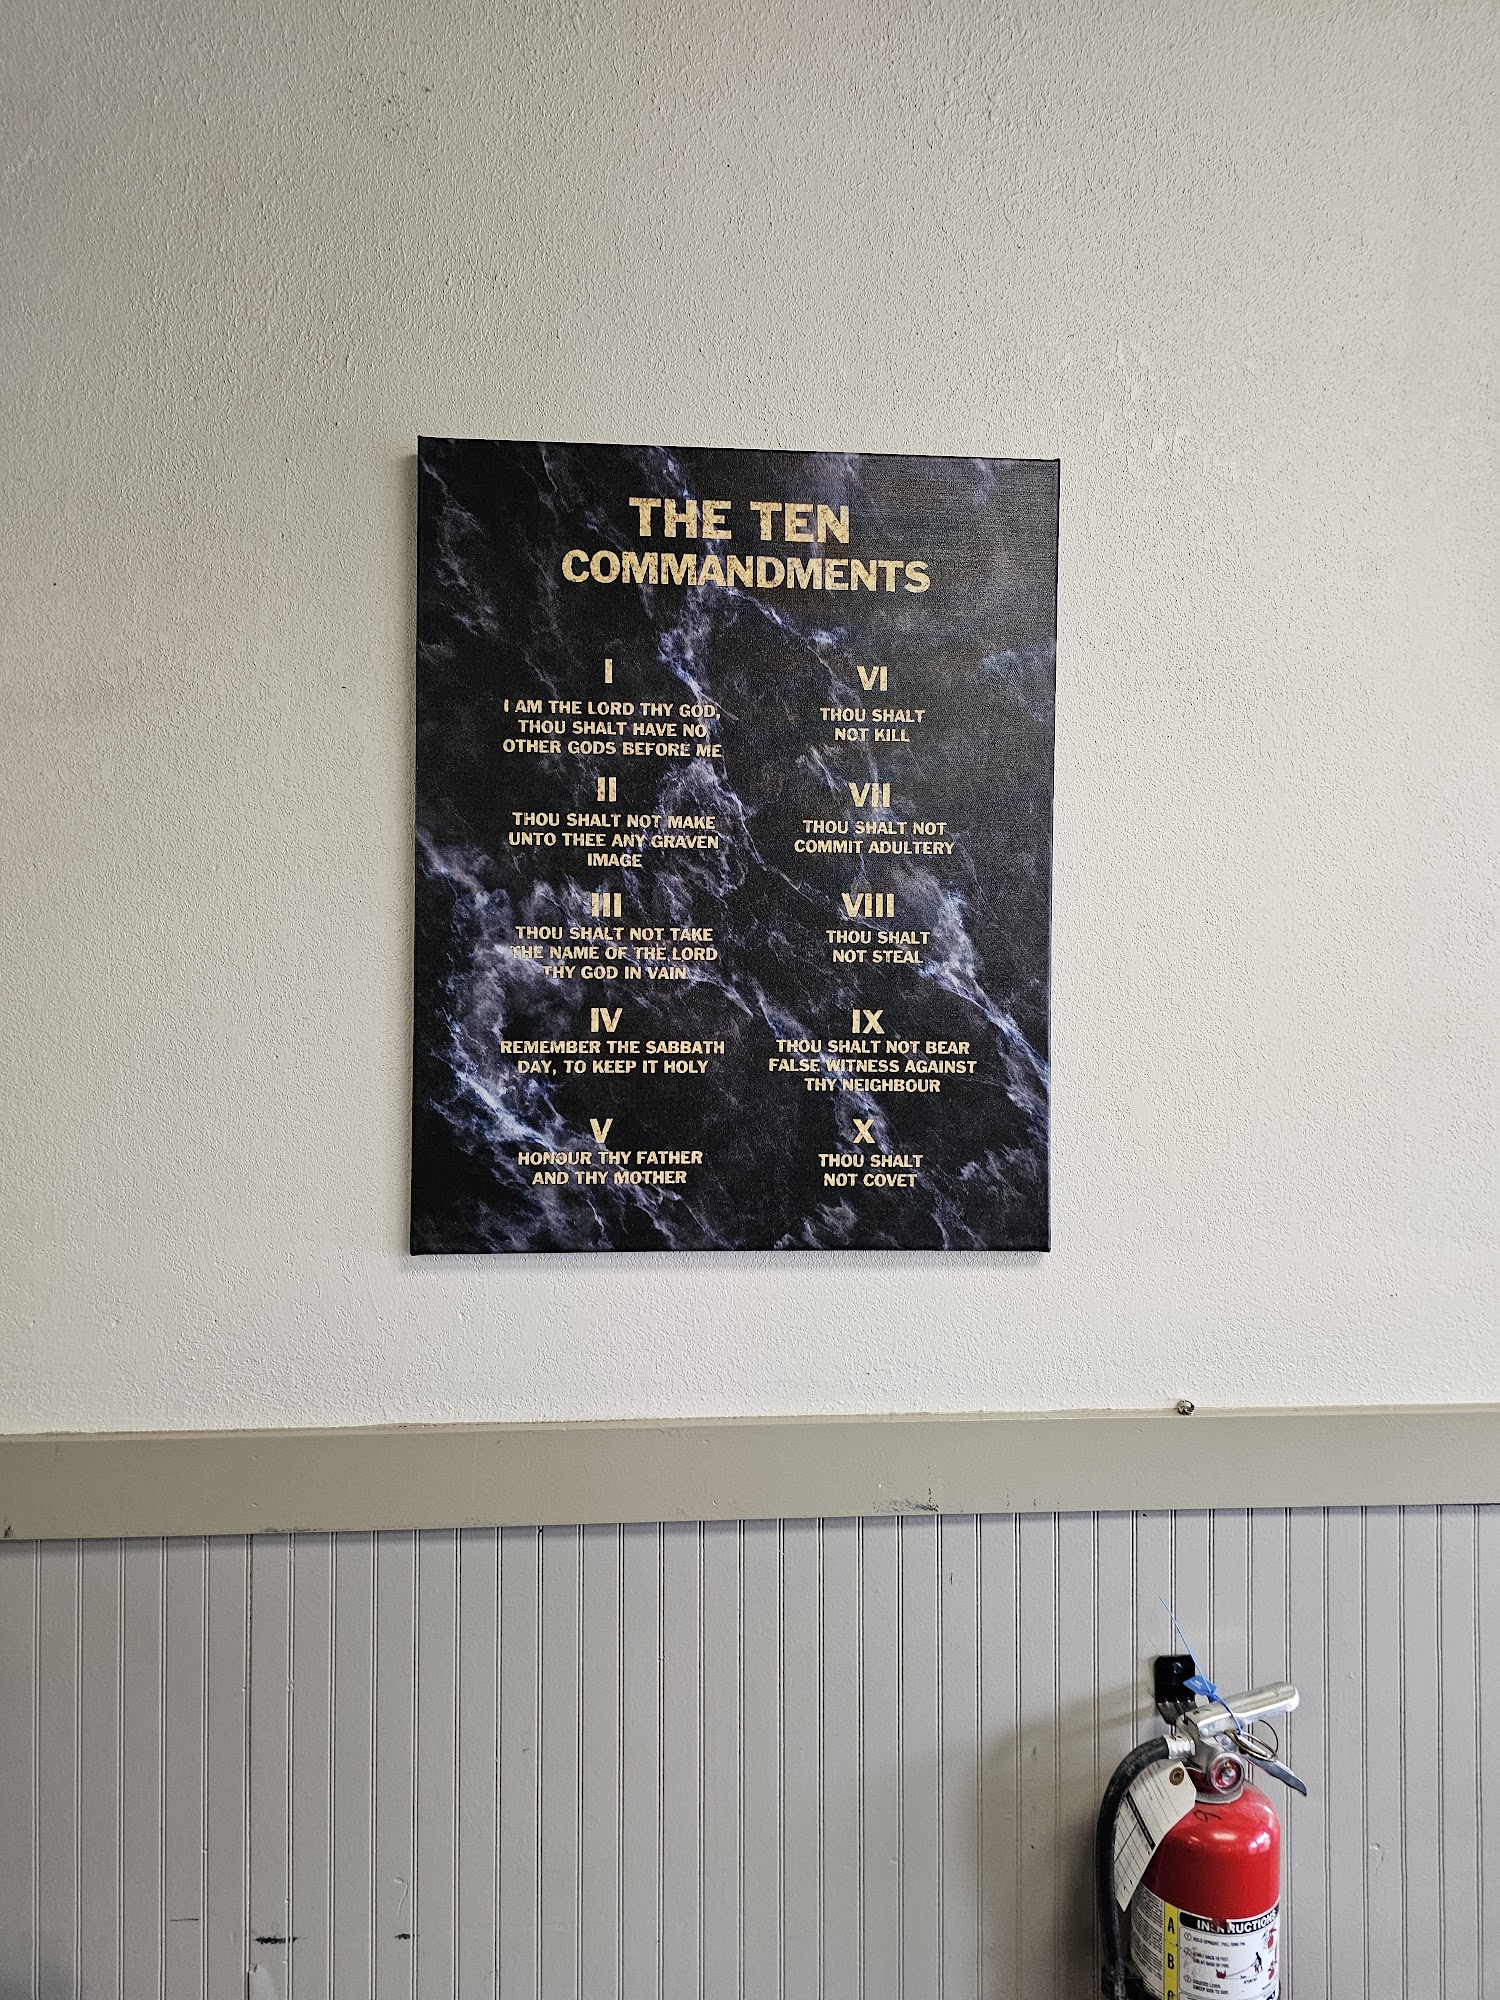 THE TEN
COMMANDMENTS
I
I AM THE LORD THY GOD,
THOU SHALT HAVE NO
OTHER GODS BEFORE ME
II
THOU SHALT NOT MAKE
UNTO THEE ANY GRAVEN
IMAGE
III
THOU SHALT NOT TAKE
THE NAME OF THE LORD
THY GOD IN VAIN
IV
REMEMBER THE SABBATH
DAY, TO KEEP IT HOLY
V
HONOUR THY FATHER
AND THY MOTHER
VI
THOU SHALT
NOT KILL
VII
THOU SHALT NOT
COMMIT ADULTERY
VIII
THOU SHALT
NOT STEAL
IX
THOU SHALT NOT BEAR
FALSE WITNESS AGAINST
THY NEIGHBOUR
X
THOU SHALT
NOT COVET
9
INSTRUCTIONS
A
B